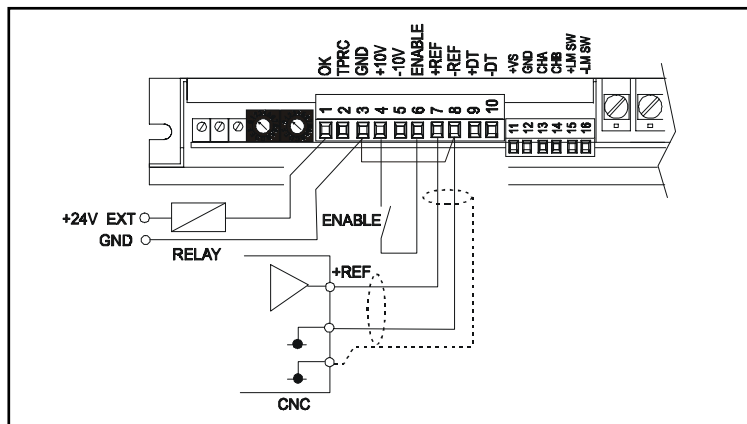 OK TPRC GND +10V -10V ENABLE +REF -REF +DT -DT
+VS GND CHA CHB +LM SW -LM SW
1 2 3 4 5 6 7 8 9 10
11 12 13 14 15 16
+24V EXT
ENABLE
GND
RELAY
+REF
CNC